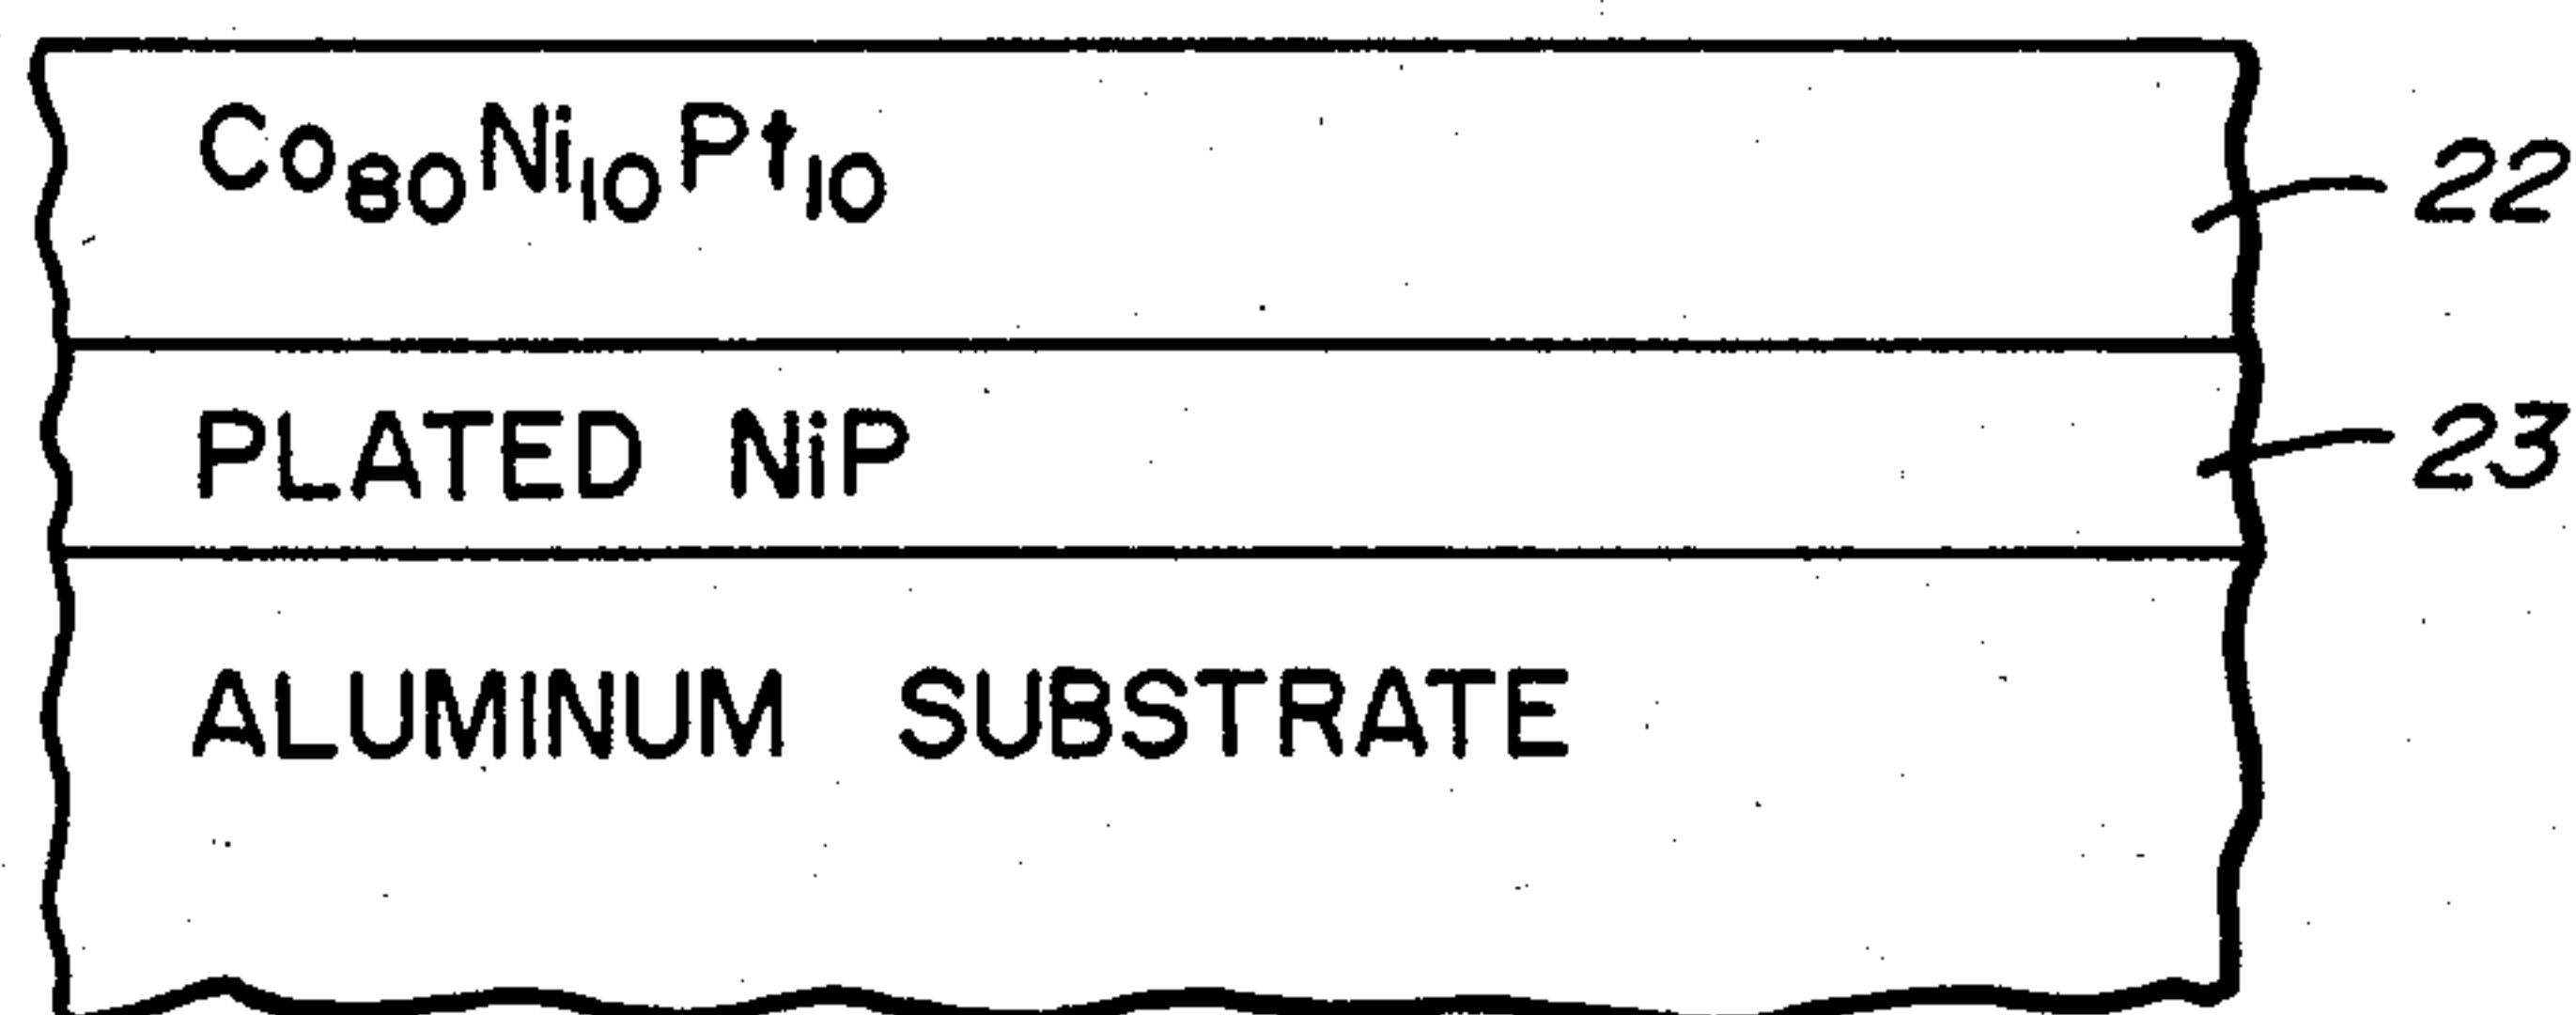 Co₈₀Ni₁₀Pt₁₀ 22
PLATED NiP 23
ALUMINUM SUBSTRATE